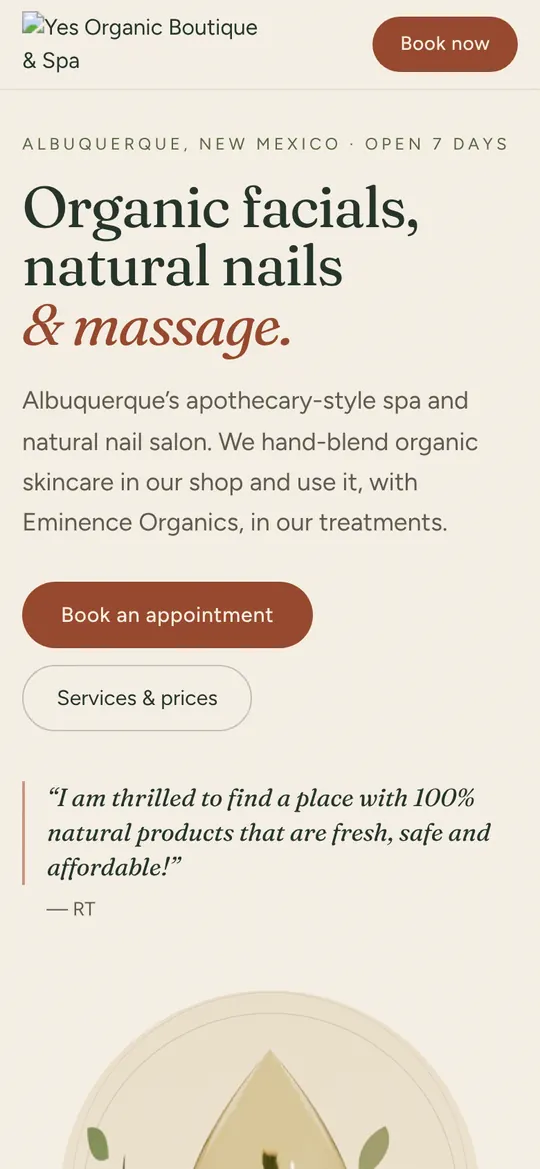 Yes Organic Boutique
& Spa
Book now
ALBUQUERQUE, NEW MEXICO · OPEN 7 DAYS
Organic facials,
natural nails
& massage.
Albuquerque’s apothecary-style spa and
natural nail salon. We hand-blend organic
skincare in our shop and use it, with
Eminence Organics, in our treatments.
Book an appointment
Services & prices
“I am thrilled to find a place with 100%
natural products that are fresh, safe and
affordable!”
— RT